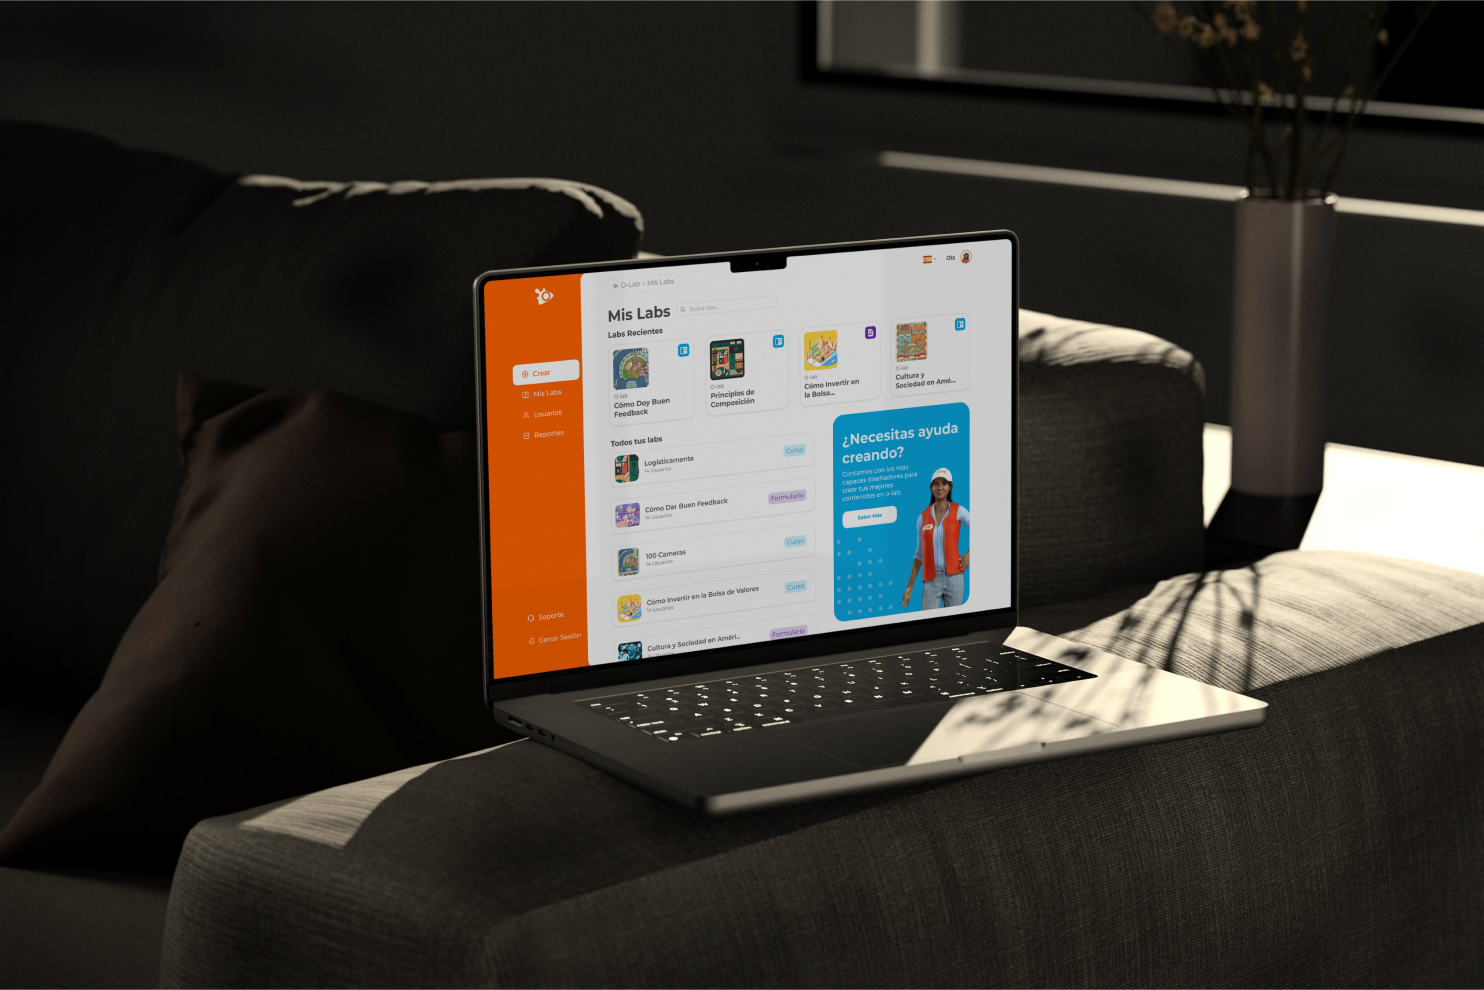 O-Lab > Mis Labs
Ola
Mis Labs
Labs Recientes
Crear
Mis Labs
Usuarios
Reportes
O-lab
Cómo Doy Buen
Feedback
O-lab
Principios de
Composición
O-lab
Cómo Invertir en
la Bolsa...
O-lab
Cultura y
Sociedad en Amé...
Todos tus labs
Logísticamente
14 Usuarios
Curso
Cómo Dar Buen Feedback
14 Usuarios
Formulario
100 Cameras
14 Usuarios
Curso
Cómo Invertir en la Bolsa de Valores
14 Usuarios
Curso
Cultura y Sociedad en Améri...
Formulario
¿Necesitas ayuda
creando?
Contamos con los más
capaces diseñadores para
crear tus mejores
contenidos en o-lab.
Saber Más
Soporte
Cerrar Sesión